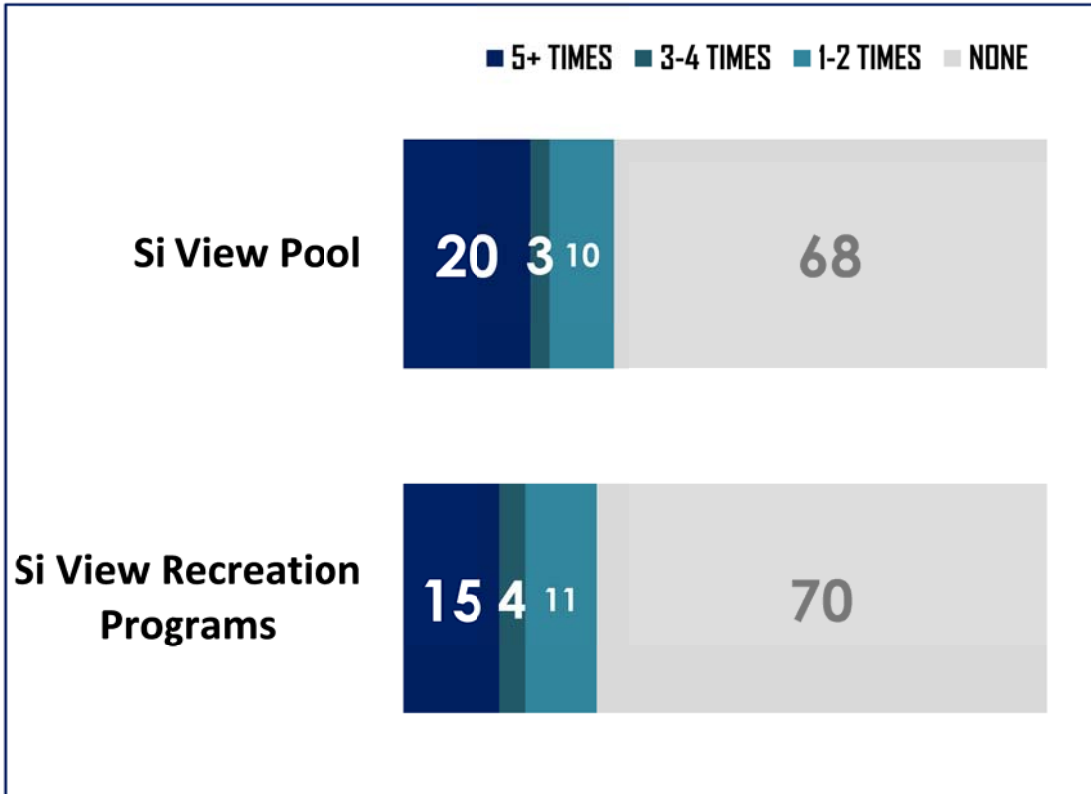 5+ TIMES 3-4 TIMES 1-2 TIMES NONE
Si View Pool
20 3 10 68
Si View Recreation
Programs
15 4 11 70